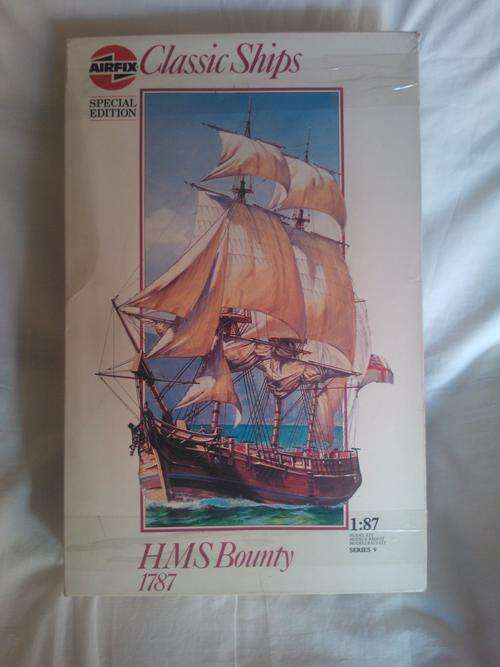 AIRFIX
Classic Ships
SPECIAL
EDITION
1:87
SERIES 9
HMS Bounty
1787